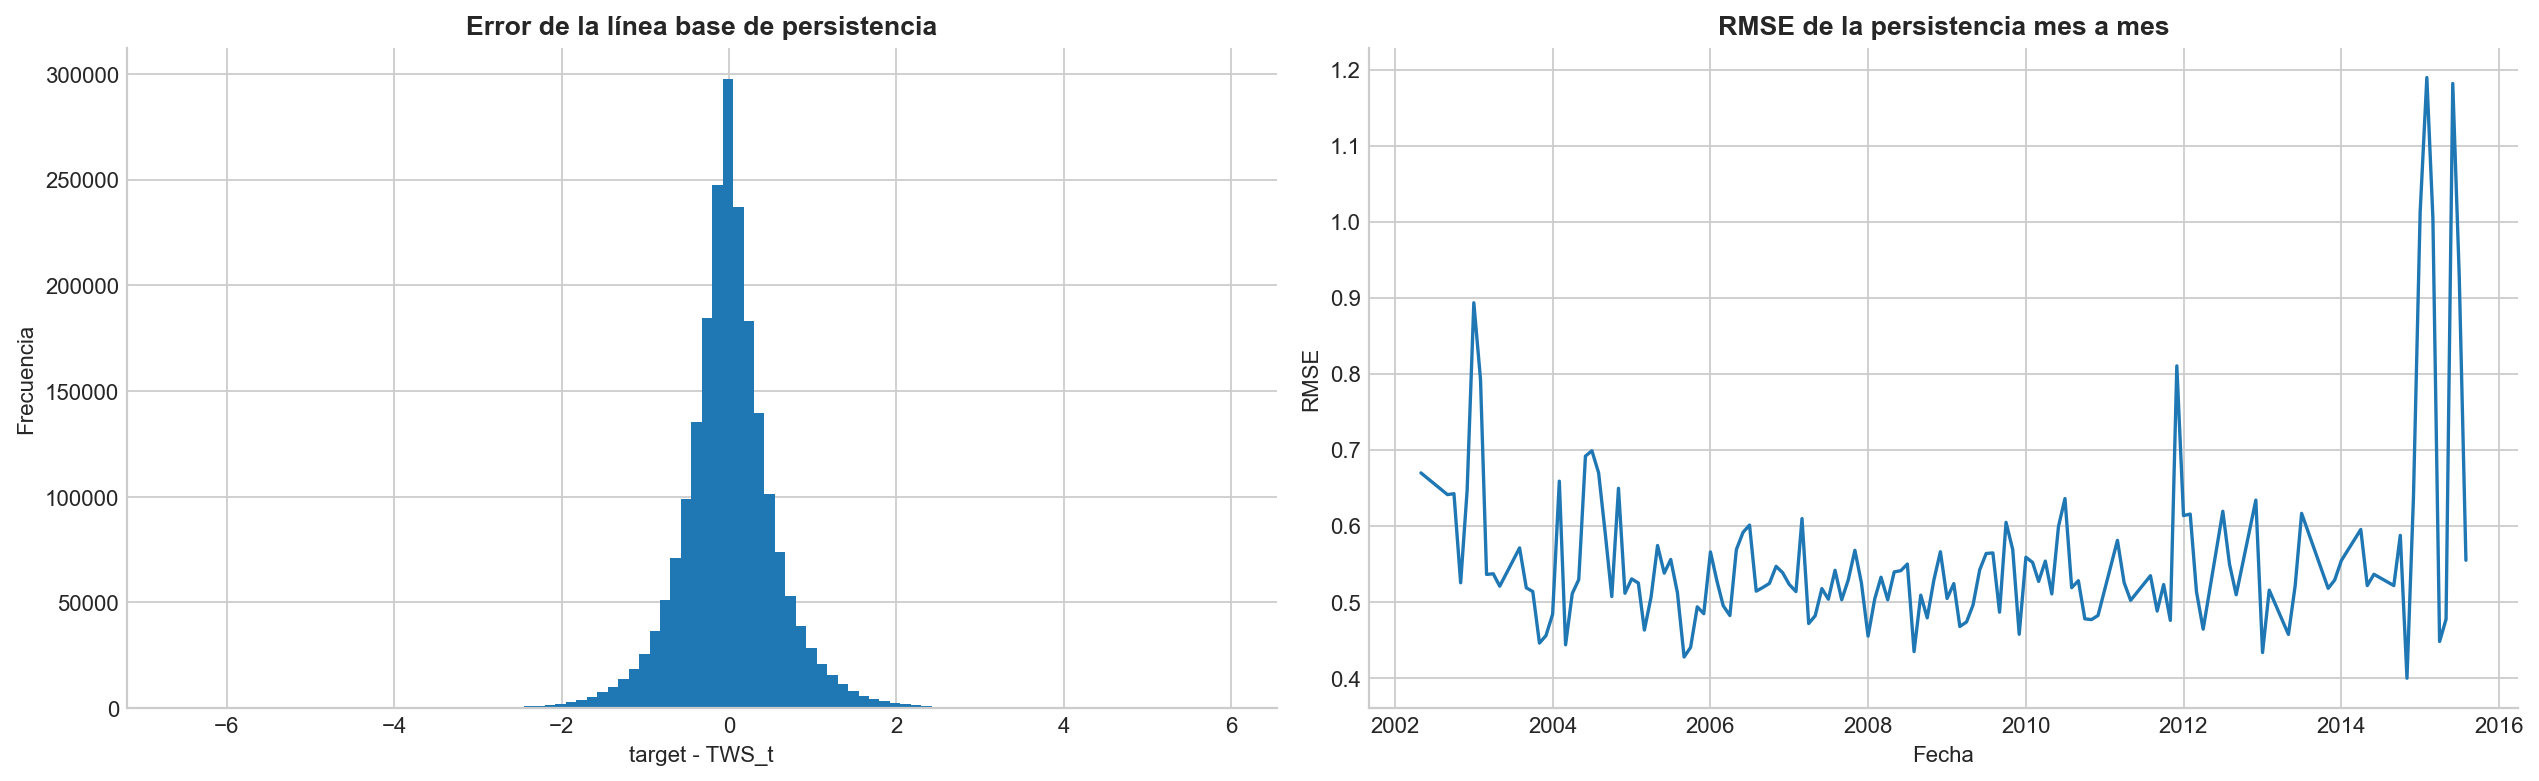 Error de la línea base de persistencia
300000
250000
200000
150000
100000
50000
0
Frecuencia
−6 −4 −2 0 2 4 6
target - TWS_t
RMSE de la persistencia mes a mes
1.2
1.1
1.0
0.9
0.8
0.7
0.6
0.5
0.4
RMSE
2002 2004 2006 2008 2010 2012 2014 2016
Fecha